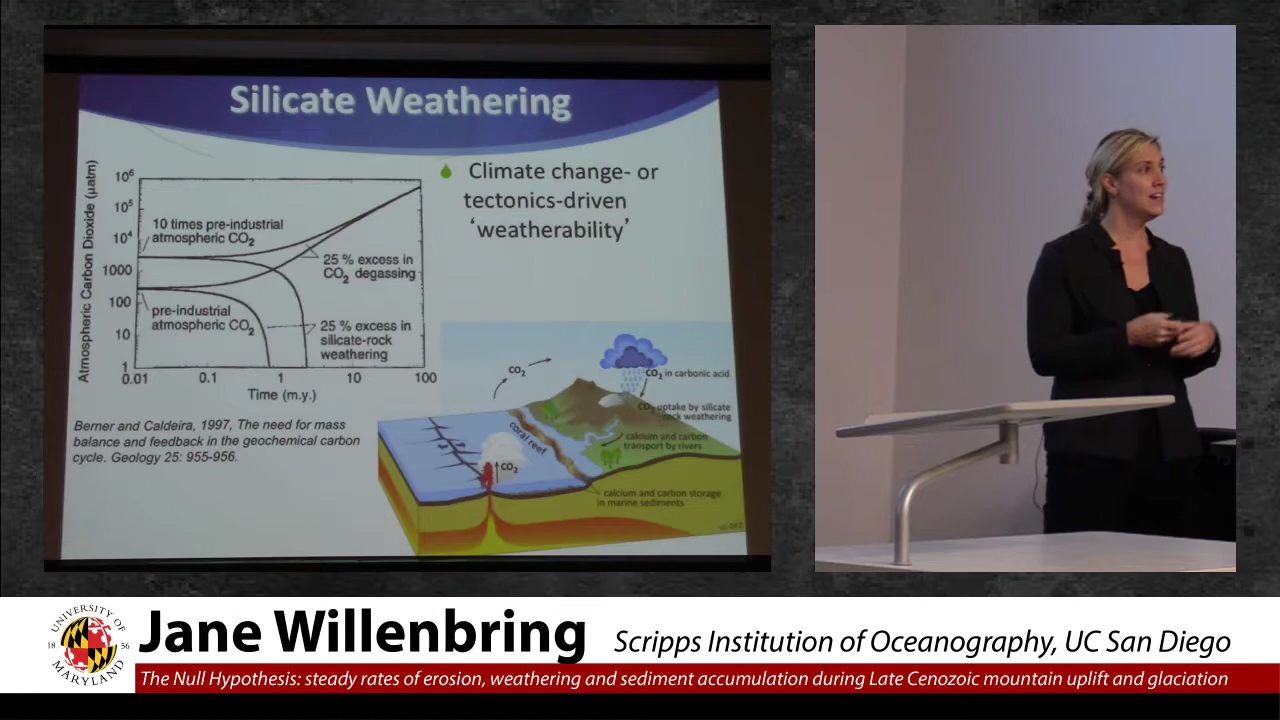 Silicate Weathering
Climate change- or
tectonics-driven
‘weatherability’
Atmospheric Carbon Dioxide (µatm)
10⁶
10⁵
10⁴
1000
100
10
1
10 times pre-industrial
atmospheric CO₂
25 % excess in
CO₂ degassing
pre-industrial
atmospheric CO₂
25 % excess in
silicate-rock
weathering
0.01 0.1 1 10 100
Time (m.y.)
Berner and Caldeira, 1997, The need for mass
balance and feedback in the geochemical carbon
cycle. Geology 25: 955-956.
CO₂
CO₂ in carbonic acid
CO₂ uptake by silicate
rock weathering
coral reef
calcium and carbon
transport by rivers
CO₂
calcium and carbon storage
in marine sediments
UNIVERSITY OF
18 56
MARYLAND
Jane Willenbring
Scripps Institution of Oceanography, UC San Diego
The Null Hypothesis: steady rates of erosion, weathering and sediment accumulation during Late Cenozoic mountain uplift and glaciation